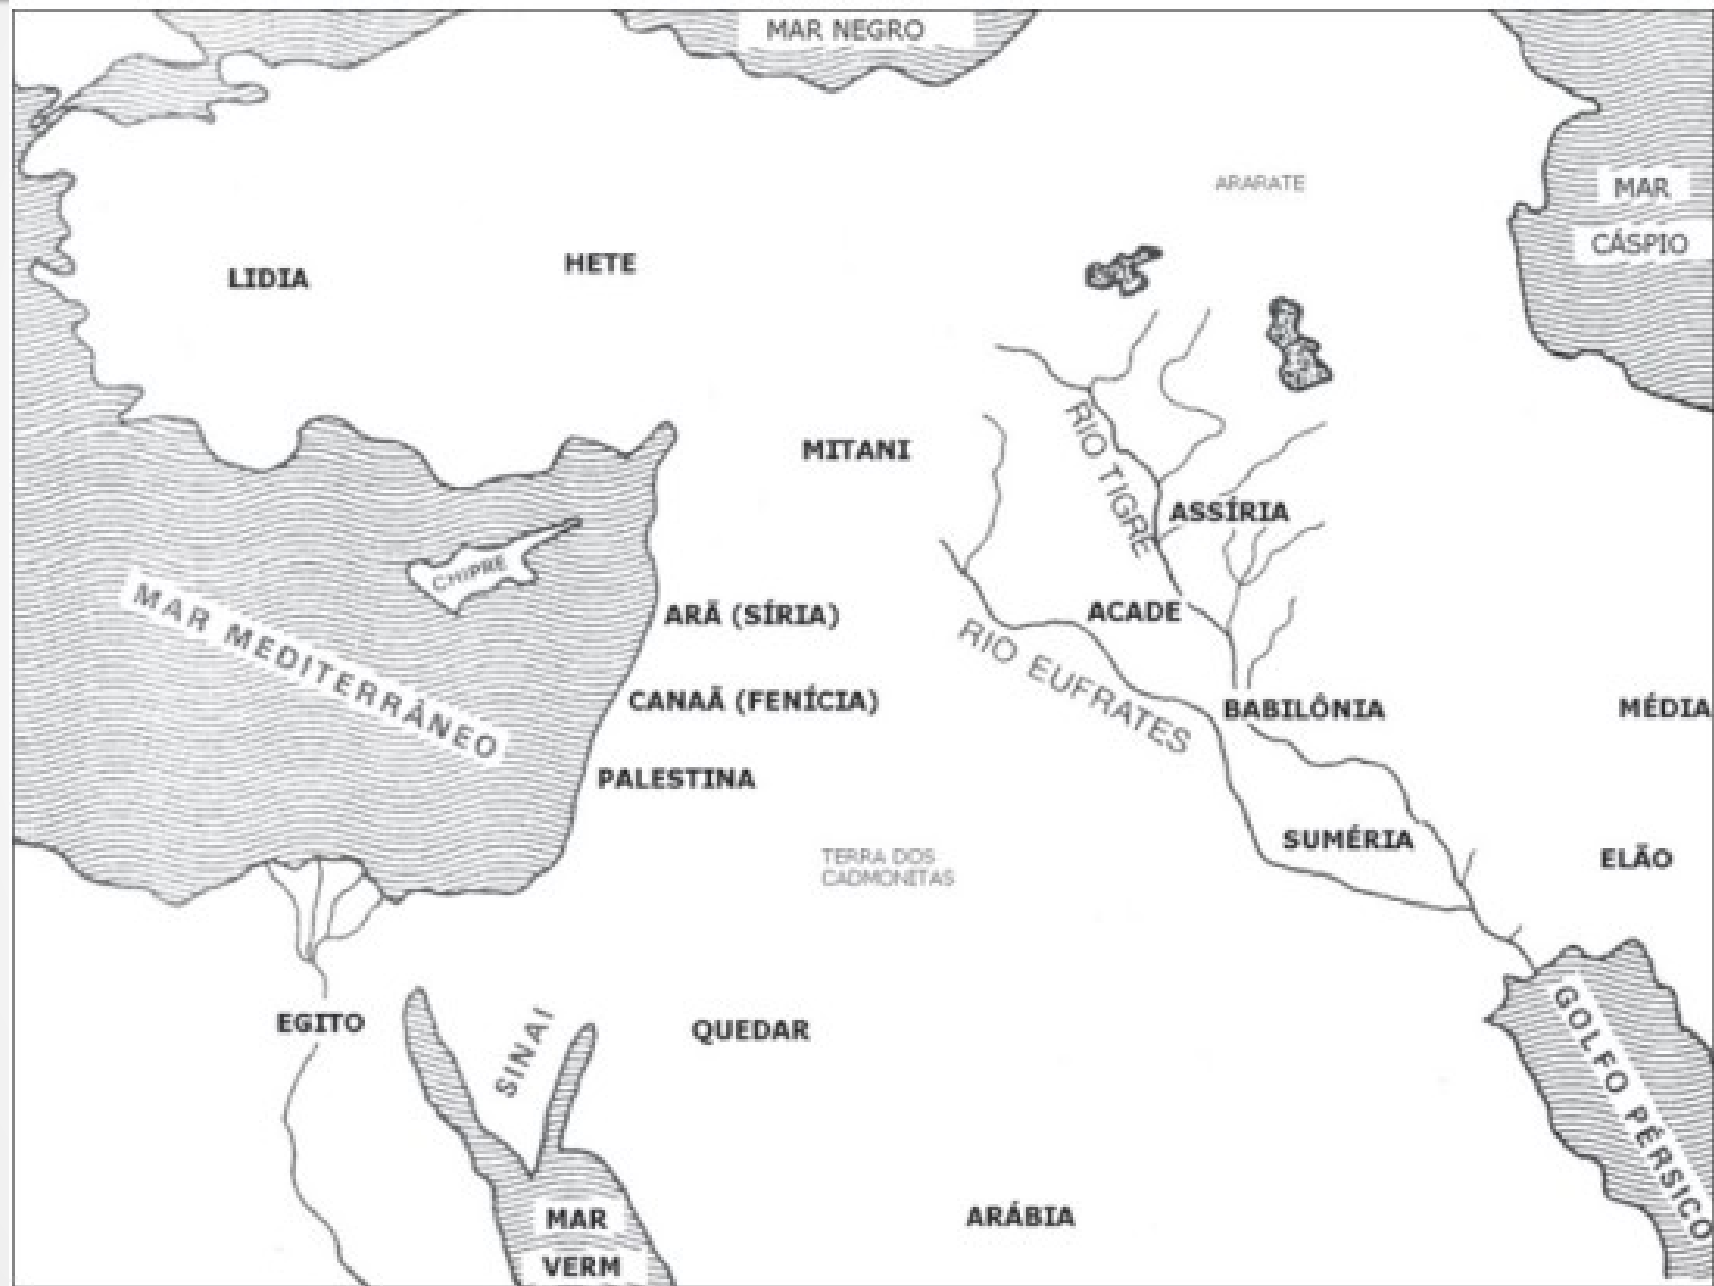 MAR NEGRO
ARARATE
MAR
CÁSPIO
LIDIA
HETE
MITANI
RIO TIGRE
ASSÍRIA
CHIPRE
MAR MEDITERRÂNEO
ARÃ (SÍRIA)
ACADE
RIO EUFRATES
CANAÃ (FENÍCIA)
BABILÔNIA
MÉDIA
PALESTINA
SUMÉRIA
TERRA DOS
CADMONITAS
ELÃO
EGITO
SINAI
QUEDAR
GOLFO PÉRSICO
MAR
VERM
ARÁBIA